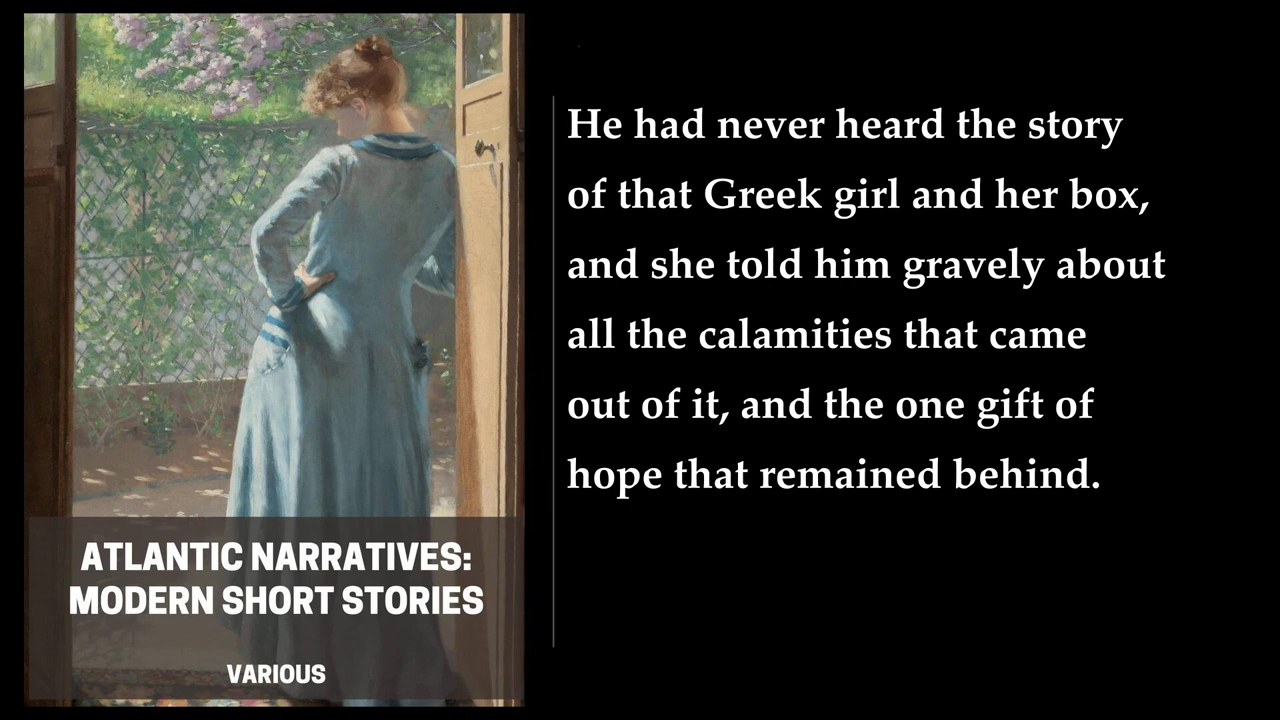 He had never heard the story
of that Greek girl and her box,
and she told him gravely about
all the calamities that came
out of it, and the one gift of
hope that remained behind.
ATLANTIC NARRATIVES:
MODERN SHORT STORIES
VARIOUS